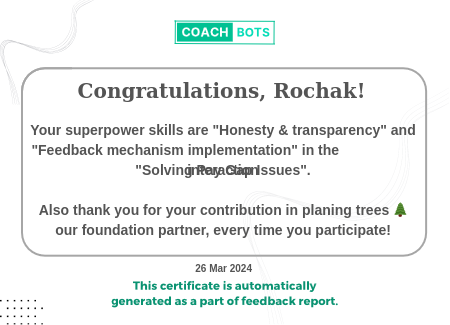 COACH BOTS
Congratulations, Rochak!
Your superpower skills are "Honesty & transparency" and
"Feedback mechanism implementation" in the
"Solving Pay Gap Issues".
interaction
Also thank you for your contribution in planing trees 🌲
our foundation partner, every time you participate!
26 Mar 2024
This certificate is automatically
generated as a part of feedback report.